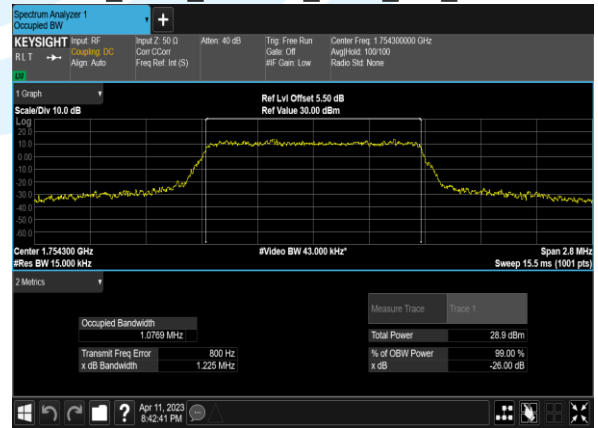 Spectrum Analyzer 1
Occupied BW
KEYSIGHT Input: RF Input Z: 50 Ω Atten: 40 dB Trig: Free Run Center Freq: 1.754300000 GHz
Coupling: DC Corr CCorr Gate: Off Avg|Hold: 100/100
RLT Align: Auto Freq Ref: Int (S) #IF Gain: Low Radio Std: None
1 Graph
Scale/Div 10.0 dB
Ref Lvl Offset 5.50 dB
Ref Value 30.00 dBm
Log
20.0
10.0
0.00
-10.0
-20.0
-30.0
-40.0
-50.0
-60.0
Center 1.754300 GHz #Video BW 43.000 kHz* Span 2.8 MHz
#Res BW 15.000 kHz Sweep 15.5 ms (1001 pts)
2 Metrics
Measure Trace Trace 1
Occupied Bandwidth
1.0769 MHz
Total Power 28.9 dBm
Transmit Freq Error 800 Hz % of OBW Power 99.00 %
x dB Bandwidth 1.225 MHz x dB -26.00 dB
Apr 11, 2023
8:42:41 PM